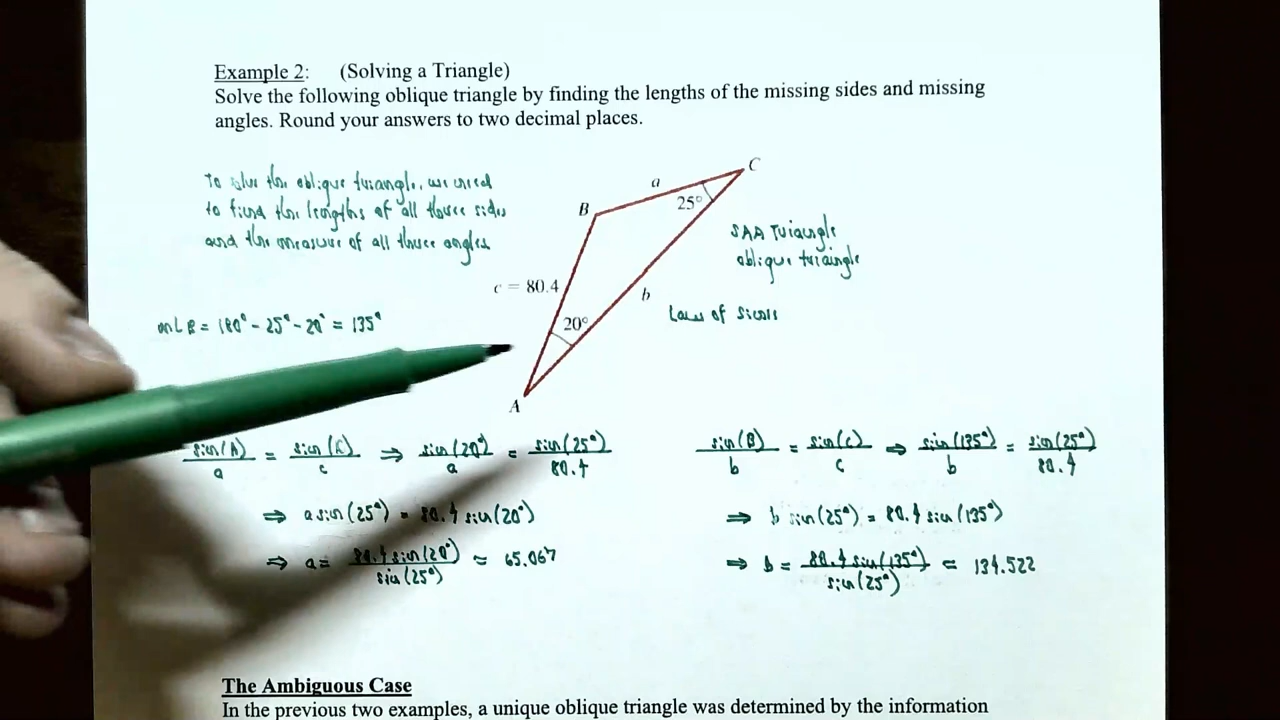 Example 2: (Solving a Triangle)
Solve the following oblique triangle by finding the lengths of the missing sides and missing
angles. Round your answers to two decimal places.
To solve the oblique triangle, we need
to find the lengths of all three sides
and the measure of all three angles
C
a
25°
B
SAA Triangle
oblique triangle
c = 80.4
b
Law of Sines
20°
m∠B = 180° - 25° - 20° = 135°
A
sin(A)/a = sin(C)/c ⇒ sin(20°)/a = sin(25°)/80.4
⇒ a sin(25°) = 80.4 sin(20°)
⇒ a = 80.4 sin(20°)/sin(25°) ≈ 65.067
sin(B)/b = sin(C)/c ⇒ sin(135°)/b = sin(25°)/80.4
⇒ b sin(25°) = 80.4 sin(135°)
⇒ b = 80.4 sin(135°)/sin(25°) ≈ 134.522
The Ambiguous Case
In the previous two examples, a unique oblique triangle was determined by the information